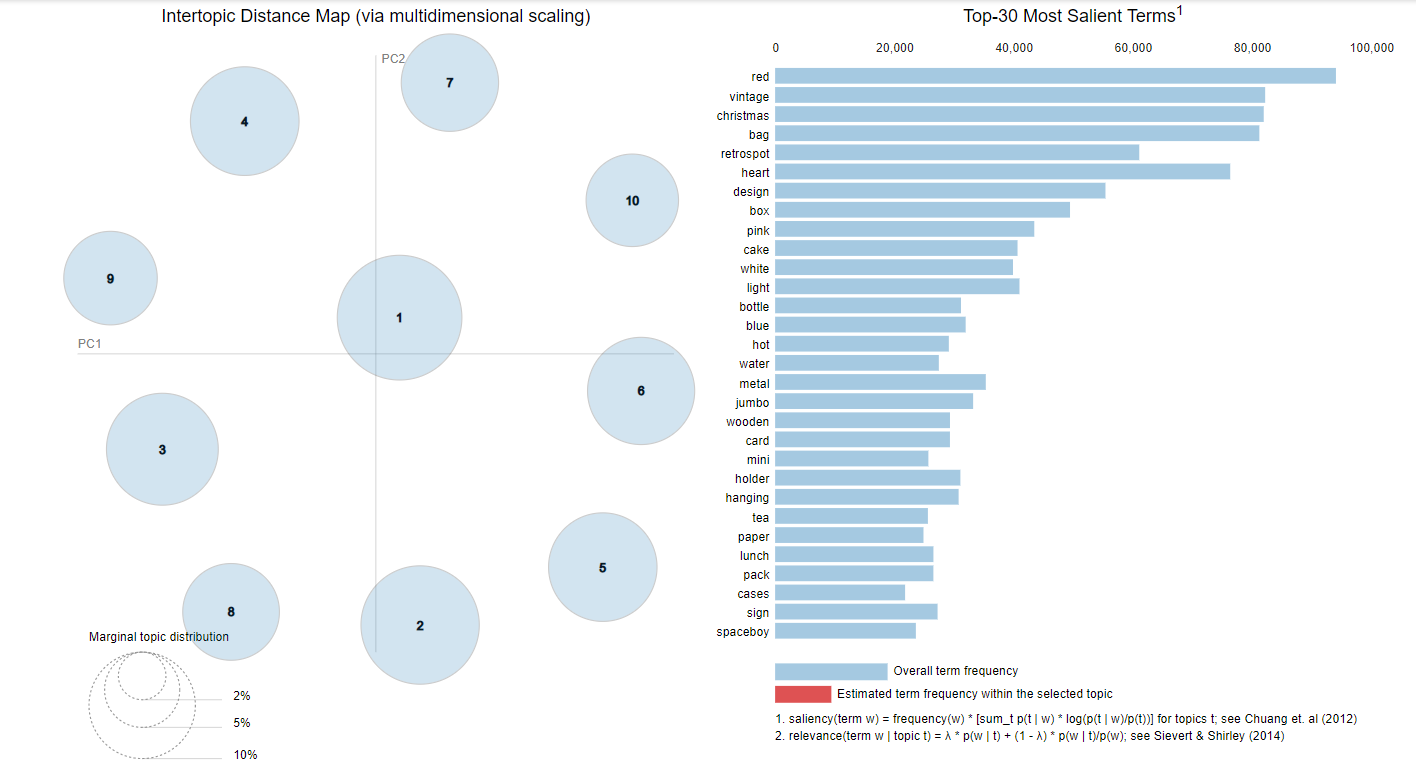 Intertopic Distance Map (via multidimensional scaling)
PC2
7
4
10
9
1
PC1
6
3
5
8
2
Marginal topic distribution
2%
5%
10%
Top-30 Most Salient Terms1
0 20,000 40,000 60,000 80,000 100,000
red
vintage
christmas
bag
retrospot
heart
design
box
pink
cake
white
light
bottle
blue
hot
water
metal
jumbo
wooden
card
mini
holder
hanging
tea
paper
lunch
pack
cases
sign
spaceboy
Overall term frequency
Estimated term frequency within the selected topic
1. saliency(term w) = frequency(w) * [sum_t p(t | w) * log(p(t | w)/p(t))] for topics t; see Chuang et. al (2012)
2. relevance(term w | topic t) = λ * p(w | t) + (1 - λ) * p(w | t)/p(w); see Sievert & Shirley (2014)